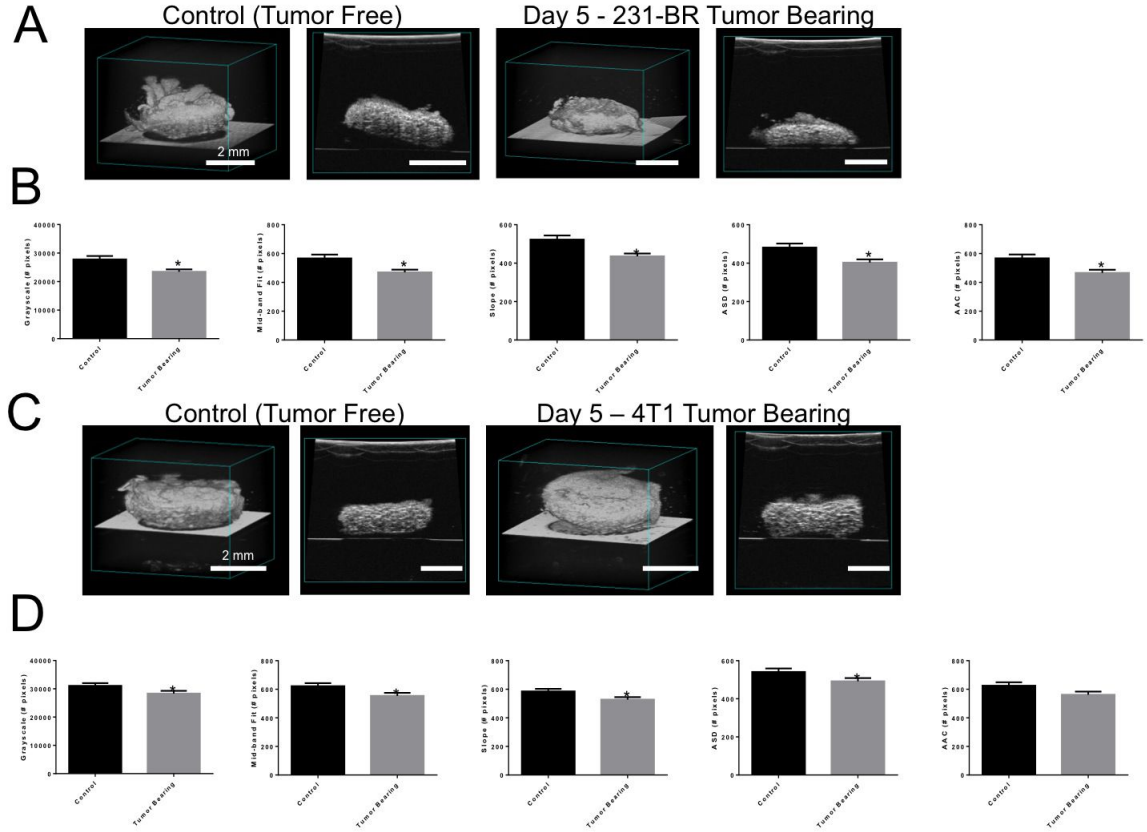 A
Control (Tumor Free)
Day 5 - 231-BR Tumor Bearing
2 mm
B
Grayscale (# pixels)
40000
30000
20000
10000
0
*
Control
Tumor Bearing
Mid-band Fit (# pixels)
800
600
400
200
0
*
Control
Tumor Bearing
Slope (# pixels)
600
400
200
0
*
Control
Tumor Bearing
ASD (# pixels)
600
400
200
0
*
Control
Tumor Bearing
AAC (# pixels)
800
600
400
200
0
*
Control
Tumor Bearing
C
Control (Tumor Free)
Day 5 – 4T1 Tumor Bearing
2 mm
D
Grayscale (# pixels)
40000
30000
20000
10000
0
*
Control
Tumor Bearing
Mid-band Fit (# pixels)
800
600
400
200
0
*
Control
Tumor Bearing
Slope (# pixels)
800
600
400
200
0
*
Control
Tumor Bearing
ASD (# pixels)
600
400
200
0
*
Control
Tumor Bearing
AAC (# pixels)
800
600
400
200
0
Control
Tumor Bearing